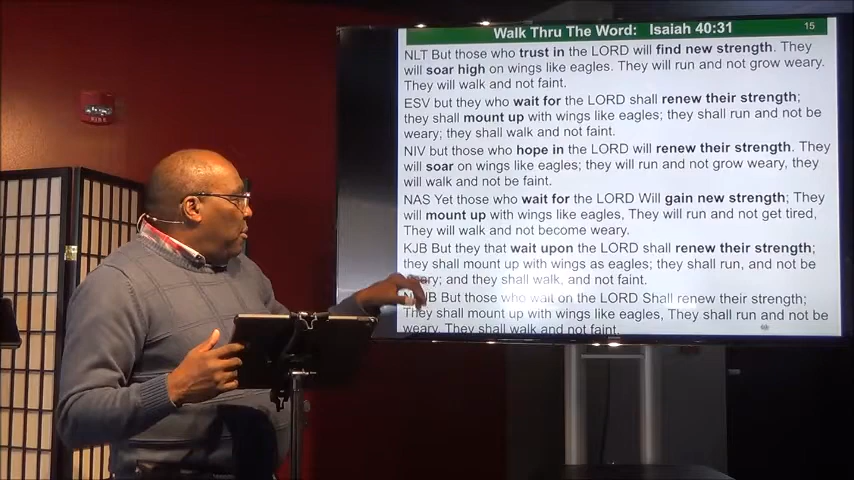 Walk Thru The Word: Isaiah 40:31 15
NLT But those who trust in the LORD will find new strength. They
will soar high on wings like eagles. They will run and not grow weary.
They will walk and not faint.
ESV but they who wait for the LORD shall renew their strength;
they shall mount up with wings like eagles; they shall run and not be
weary; they shall walk and not faint.
NIV but those who hope in the LORD will renew their strength. They
will soar on wings like eagles; they will run and not grow weary, they
will walk and not be faint.
NAS Yet those who wait for the LORD Will gain new strength; They
will mount up with wings like eagles, They will run and not get tired,
They will walk and not become weary.
KJB But they that wait upon the LORD shall renew their strength;
they shall mount up with wings as eagles; they shall run, and not be
and they shall walk, and not faint.
But those who wait on the LORD Shall renew their strength;
They shall mount up with wings like eagles, They shall run and not be
weary, They shall walk and not faint.